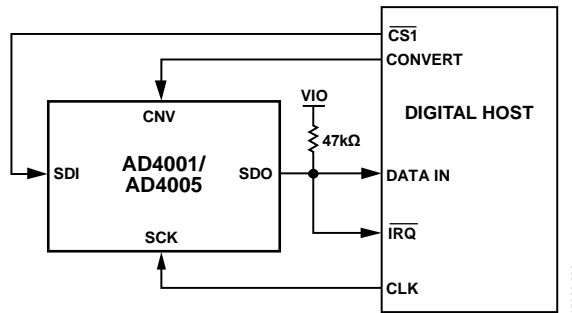 CS1
CONVERT
VIO
DIGITAL HOST
CNV
47kΩ
AD4001/
AD4005
SDI
SDO
DATA IN
SCK
IRQ
CLK